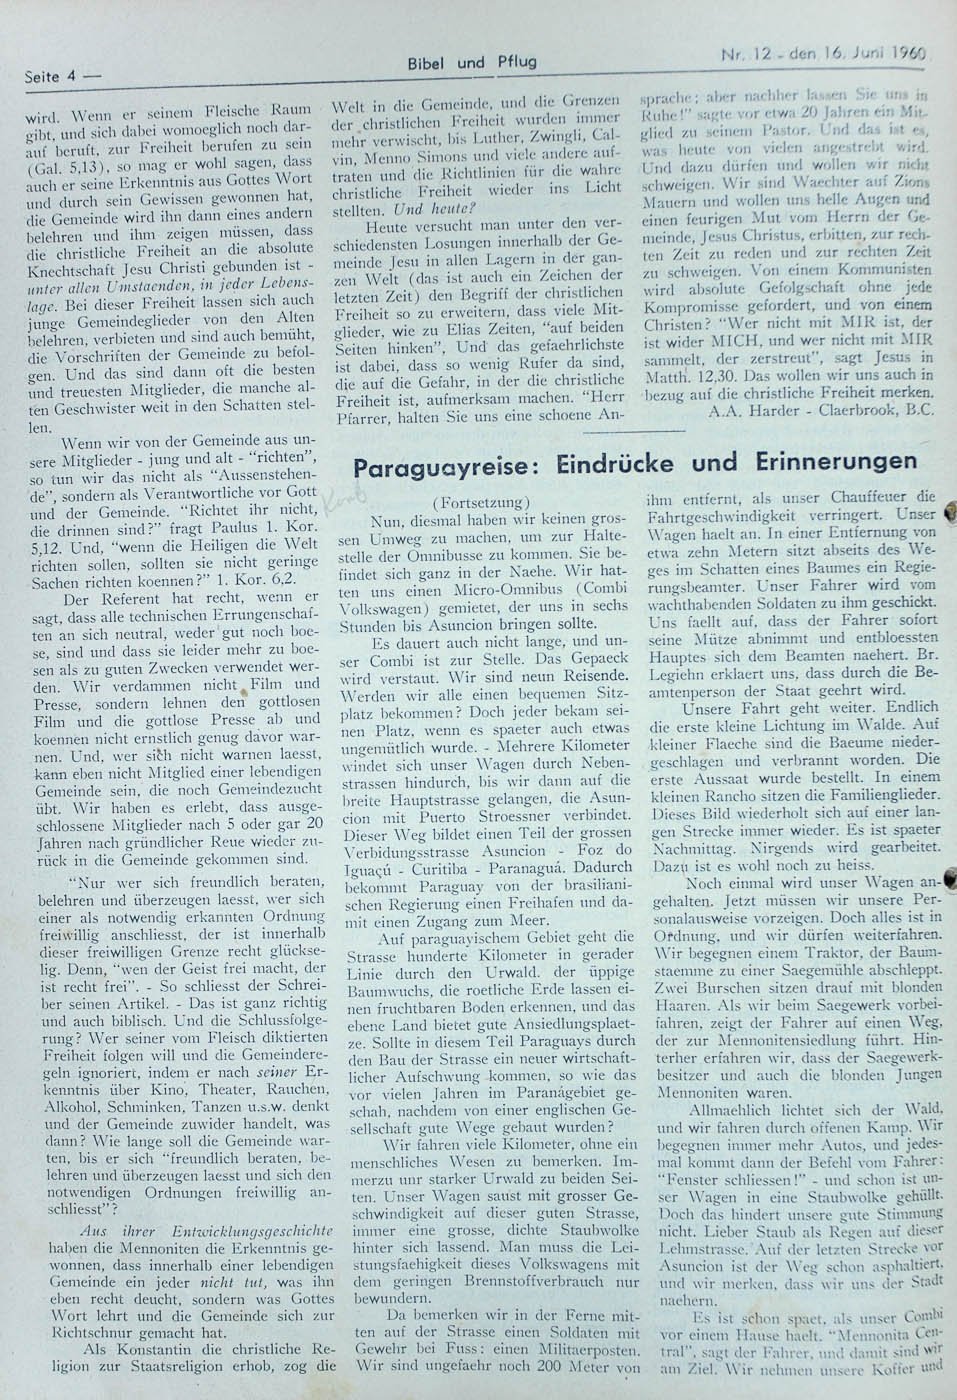 Seite 4 —
Bibel und Pflug
Nr. 12 - den 16. Juni 1960
wird. Wenn er seinem Fleische Raum
gibt, und sich dabei womoeglich noch dar-
auf beruft, zur Freiheit berufen zu sein
(Gal. 5,13), so mag er wohl sagen, dass
auch er seine Erkenntnis aus Gottes Wort
und durch sein Gewissen gewonnen hat,
die Gemeinde wird ihn dann eines andern
belehren und ihm zeigen müssen, dass
die christliche Freiheit an die absolute
Knechtschaft Jesu Christi gebunden ist -
unter allen Umstaenden, in jeder Lebens-
lage. Bei dieser Freiheit lassen sich auch
junge Gemeindeglieder von den Alten
belehren, verbieten und sind auch bemüht,
die Vorschriften der Gemeinde zu befol-
gen. Und das sind dann oft die besten
und treuesten Mitglieder, die manche al-
ten Geschwister weit in den Schatten stel-
len.
Wenn wir von der Gemeinde aus un-
sere Mitglieder - jung und alt - "richten",
so tun wir das nicht als "Aussenstehen-
de", sondern als Verantwortliche vor Gott
und der Gemeinde. "Richtet ihr nicht,
die drinnen sind?" fragt Paulus 1. Kor.
5,12. Und, "wenn die Heiligen die Welt
richten sollen, sollten sie nicht geringe
Sachen richten koennen?" 1. Kor. 6,2.
Der Referent hat recht, wenn er
sagt, dass alle technischen Errungenschaf-
ten an sich neutral, weder gut noch boe-
se, sind und dass sie leider mehr zu boe-
sen als zu guten Zwecken verwendet wer-
den. Wir verdammen nicht Film und
Presse, sondern lehnen den gottlosen
Film und die gottlose Presse ab und
koennen nicht ernstlich genug davor war-
nen. Und, wer sich nicht warnen laesst,
kann eben nicht Mitglied einer lebendigen
Gemeinde sein, die noch Gemeindezucht
übt. Wir haben es erlebt, dass ausge-
schlossene Mitglieder nach 5 oder gar 20
Jahren nach gründlicher Reue wieder zu-
rück in die Gemeinde gekommen sind.
"Nur wer sich freundlich beraten,
belehren und überzeugen laesst, wer sich
einer als notwendig erkannten Ordnung
freiwillig anschliesst, der ist innerhalb
dieser freiwilligen Grenze recht glückse-
lig. Denn, "wen der Geist frei macht, der
ist recht frei". - So schliesst der Schrei-
ber seinen Artikel. - Das ist ganz richtig
und auch biblisch. Und die Schlussfolge-
rung? Wer seiner vom Fleisch diktierten
Freiheit folgen will und die Gemeindere-
geln ignoriert, indem er nach seiner Er-
kenntnis über Kino, Theater, Rauchen,
Alkohol, Schminken, Tanzen u.s.w. denkt
und der Gemeinde zuwider handelt, was
dann? Wie lange soll die Gemeinde war-
ten, bis er sich "freundlich beraten, be-
lehren und überzeugen laesst und sich den
notwendigen Ordnungen freiwillig an-
schliesst"?
Aus ihrer Entwicklungsgeschichte
haben die Mennoniten die Erkenntnis ge-
wonnen, dass innerhalb einer lebendigen
Gemeinde ein jeder nicht tut, was ihn
eben recht deucht, sondern was Gottes
Wort lehrt und die Gemeinde sich zur
Richtschnur gemacht hat.
Als Konstantin die christliche Re-
ligion zur Staatsreligion erhob, zog die
Welt in die Gemeinde, und die Grenzen
der christlichen Freiheit wurden immer
mehr verwischt, bis Luther, Zwingli, Cal-
vin, Menno Simons und viele andere auf-
traten und die Richtlinien für die wahre
christliche Freiheit wieder ins Licht
stellten. Und heute?
Heute versucht man unter den ver-
schiedensten Losungen innerhalb der Ge-
meinde Jesu in allen Lagern in der gan-
zen Welt (das ist auch ein Zeichen der
letzten Zeit) den Begriff der christlichen
Freiheit so zu erweitern, dass viele Mit-
glieder, wie zu Elias Zeiten, "auf beiden
Seiten hinken", Und das gefaehrlichste
ist dabei, dass so wenig Rufer da sind,
die auf die Gefahr, in der die christliche
Freiheit ist, aufmerksam machen. "Herr
Pfarrer, halten Sie uns eine schoene An-
sprache; aber nachher lassen Sie uns in
Ruhe!" sagte vor etwa 20 Jahren ein Mit-
glied zu seinem Pastor. Und das ist es,
was heute von vielen angestrebt wird.
Und dazu dürfen und wollen wir nicht
schweigen. Wir sind Waechter auf Zions
Mauern und wollen uns helle Augen und
einen feurigen Mut vom Herrn der Ge-
meinde, Jesus Christus, erbitten, zur rech-
ten Zeit zu reden und zur rechten Zeit
zu schweigen. Von einem Kommunisten
wird absolute Gefolgschaft ohne jede
Kompromisse gefordert, und von einem
Christen? "Wer nicht mit MIR ist, der
ist wider MICH, und wer nicht mit MIR
sammelt, der zerstreut", sagt Jesus in
Matth. 12,30. Das wollen wir uns auch in
bezug auf die christliche Freiheit merken.
A.A. Harder - Claerbrook, B.C.
Paraguayreise: Eindrücke und Erinnerungen
(Fortsetzung)
Nun, diesmal haben wir keinen gros-
sen Umweg zu machen, um zur Halte-
stelle der Omnibusse zu kommen. Sie be-
findet sich ganz in der Naehe. Wir hat-
ten uns einen Micro-Omnibus (Combi
Volkswagen) gemietet, der uns in sechs
Stunden bis Asuncion bringen sollte.
Es dauert auch nicht lange, und un-
ser Combi ist zur Stelle. Das Gepaeck
wird verstaut. Wir sind neun Reisende.
Werden wir alle einen bequemen Sitz-
platz bekommen? Doch jeder bekam sei-
nen Platz, wenn es spaeter auch etwas
ungemütlich wurde. - Mehrere Kilometer
windet sich unser Wagen durch Neben-
strassen hindurch, bis wir dann auf die
breite Hauptstrasse gelangen, die Asun-
cion mit Puerto Stroessner verbindet.
Dieser Weg bildet einen Teil der grossen
Verbidungsstrasse Asuncion - Foz do
Iguaçú - Curitiba - Paranaguá. Dadurch
bekommt Paraguay von der brasiliani-
schen Regierung einen Freihafen und da-
mit einen Zugang zum Meer.
Auf paraguayischem Gebiet geht die
Strasse hunderte Kilometer in gerader
Linie durch den Urwald. der üppige
Baumwuchs, die roetliche Erde lassen ei-
nen fruchtbaren Boden erkennen, und das
ebene Land bietet gute Ansiedlungsplaet-
ze. Sollte in diesem Teil Paraguays durch
den Bau der Strasse ein neuer wirtschaft-
licher Aufschwung kommen, so wie das
vor vielen Jahren im Paranágebiet ge-
schah, nachdem von einer englischen Ge-
sellschaft gute Wege gebaut wurden?
Wir fahren viele Kilometer, ohne ein
menschliches Wesen zu bemerken. Im-
merzu unr starker Urwald zu beiden Sei-
ten. Unser Wagen saust mit grosser Ge-
schwindigkeit auf dieser guten Strasse,
immer eine grosse, dichte Staubwolke
hinter sich lassend. Man muss die Lei-
stungsfaehigkeit dieses Volkswagens mit
dem geringen Brennstoffverbrauch nur
bewundern.
Da bemerken wir in der Ferne mit-
ten auf der Strasse einen Soldaten mit
Gewehr bei Fuss: einen Militaerposten.
Wir sind ungefaehr noch 200 Meter von
ihm entfernt, als unser Chauffeuer die
Fahrtgeschwindigkeit verringert. Unser
Wagen haelt an. In einer Entfernung von
etwa zehn Metern sitzt abseits des We-
ges im Schatten eines Baumes ein Regie-
rungsbeamter. Unser Fahrer wird vom
wachthabenden Soldaten zu ihm geschickt.
Uns faellt auf, dass der Fahrer sofort
seine Mütze abnimmt und entbloessten
Hauptes sich dem Beamten naehert. Br.
Legiehn erklaert uns, dass durch die Be-
amtenperson der Staat geehrt wird.
Unsere Fahrt geht weiter. Endlich
die erste kleine Lichtung im Walde. Auf
kleiner Flaeche sind die Baeume nieder-
geschlagen und verbrannt worden. Die
erste Aussaat wurde bestellt. In einem
kleinen Rancho sitzen die Familienglieder.
Dieses Bild wiederholt sich auf einer lan-
gen Strecke immer wieder. Es ist spaeter
Nachmittag. Nirgends wird gearbeitet.
Dazu ist es wohl noch zu heiss.
Noch einmal wird unser Wagen an-
gehalten. Jetzt müssen wir unsere Per-
sonalausweise vorzeigen. Doch alles ist in
Ordnung, und wir dürfen weiterfahren.
Wir begegnen einem Traktor, der Baum-
staemme zu einer Saegemühle abschleppt.
Zwei Burschen sitzen drauf mit blonden
Haaren. Als wir beim Saegewerk vorbei-
fahren, zeigt der Fahrer auf einen Weg,
der zur Mennonitensiedlung führt. Hin-
terher erfahren wir, dass der Saegewerk-
besitzer und auch die blonden Jungen
Mennoniten waren.
Allmaehlich lichtet sich der Wald,
und wir fahren durch offenen Kamp. Wir
begegnen immer mehr Autos, und jedes-
mal kommt dann der Befehl vom Fahrer:
"Fenster schliessen!" - und schon ist un-
ser Wagen in eine Staubwolke gehüllt.
Doch das hindert unsere gute Stimmung
nicht. Lieber Staub als Regen auf dieser
Lehmstrasse. Auf der letzten Strecke vor
Asuncion ist der Weg schon asphaltiert,
und wir merken, dass wir uns der Stadt
naehern.
Es ist schon spaet, als unser Combi
vor einem Hause haelt. "Mennonita Cen-
tral", sagt der Fahrer, und damit sind wir
am Ziel. Wir nehmen unsere Koffer und